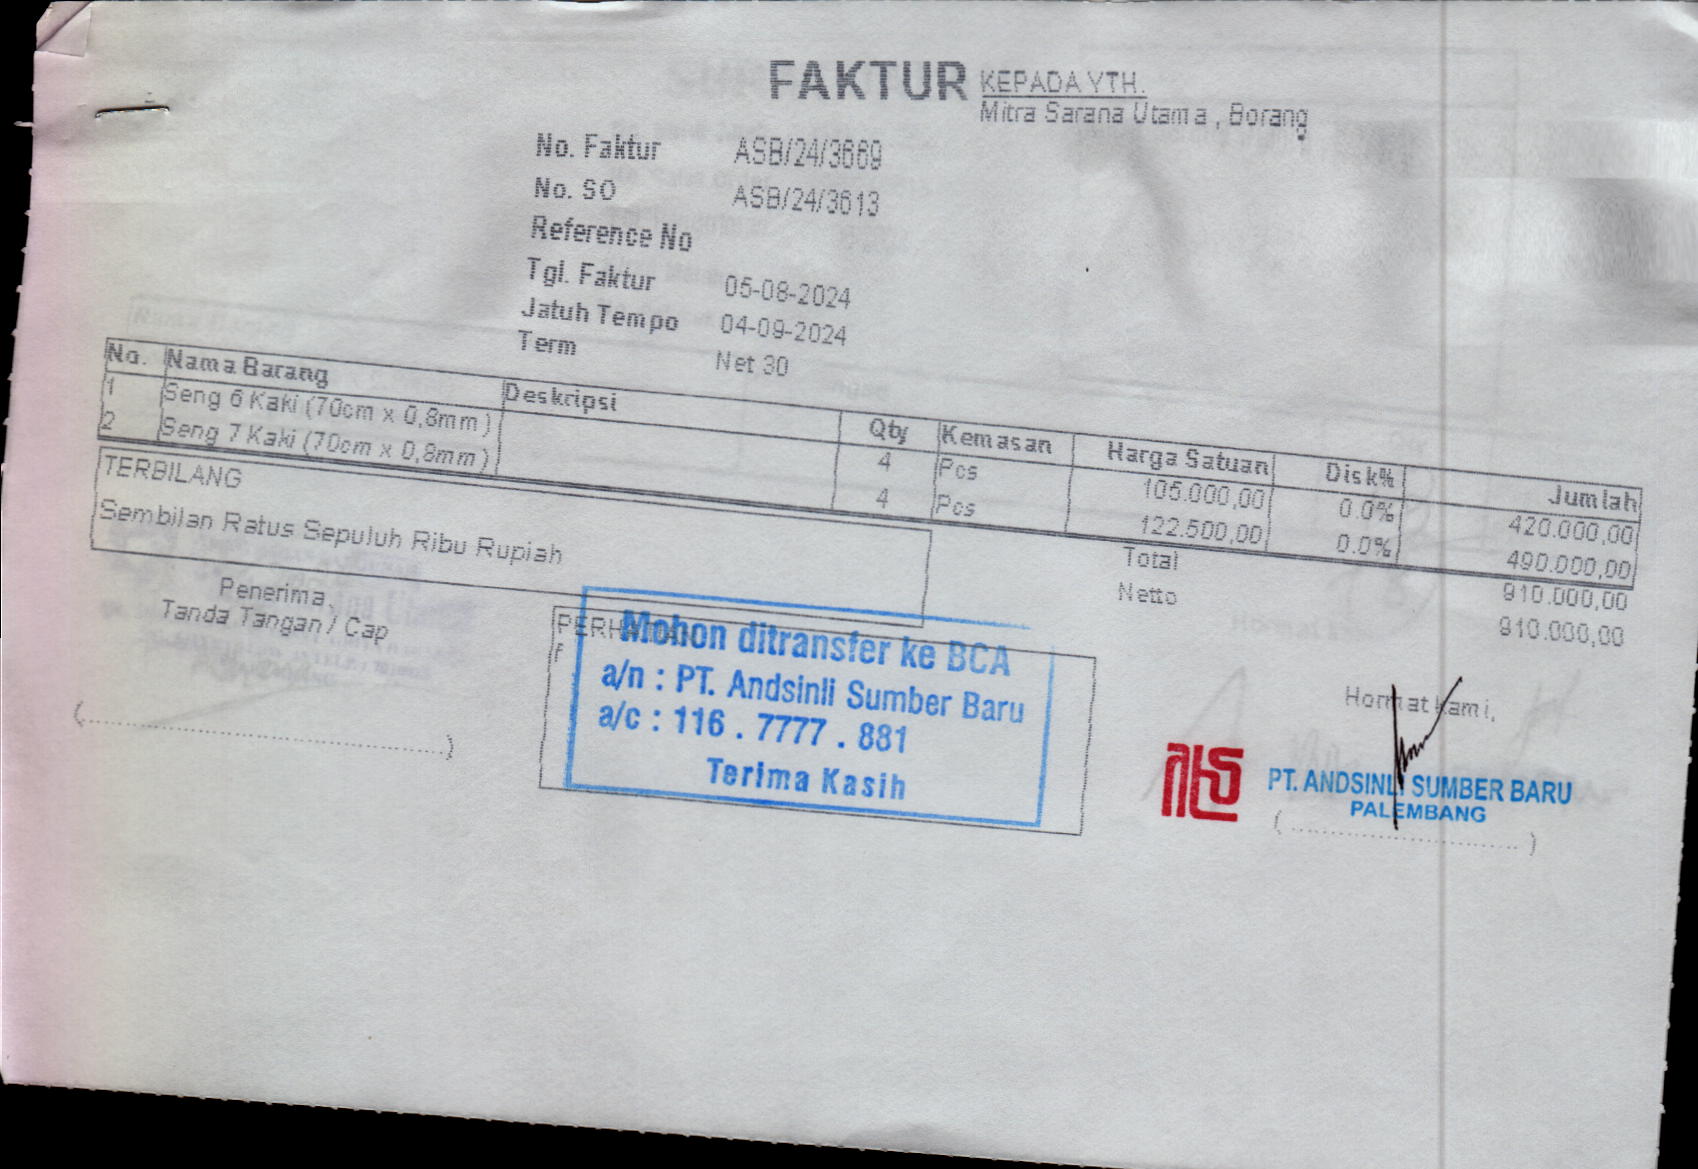 FAKTUR
KEPADA YTH.
Mitra Sarana Utama , Borang
No. Faktur ASB/24/3669
No. SO ASB/24/3613
Reference No
Tgl. Faktur 05-08-2024
Jatuh Tempo 04-09-2024
Term Net 30
No. Nama Barang Deskripsi Qty Kemasan Harga Satuan Disk% Jumlah
1 Seng 6 Kaki (70cm x 0,8mm) 4 Pcs 105.000,00 0.0% 420.000,00
2 Seng 7 Kaki (70cm x 0,8mm) 4 Pcs 122.500,00 0.0% 490.000,00
Total 910.000,00
Netto 910.000,00
TERBILANG
Sembilan Ratus Sepuluh Ribu Rupiah
Penerima,
Tanda Tangan / Cap
(..............................)
Mohon ditransfer ke BCA
a/n : PT. Andsinli Sumber Baru
a/c : 116 . 7777 . 881
Terima Kasih
Hormat Kami,
PT. ANDSINLI SUMBER BARU
PALEMBANG
(..............................)